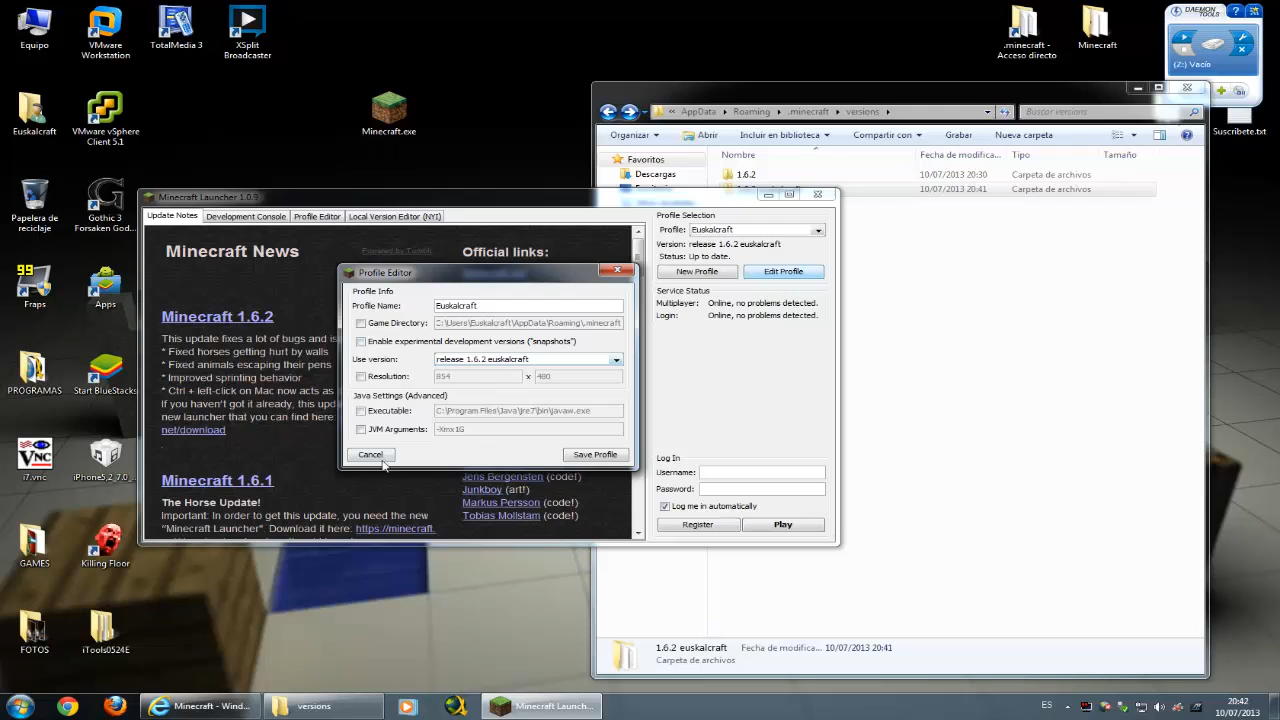 Equipo
VMware Workstation
TotalMedia 3
XSplit Broadcaster
.minecraft - Acceso directo
Minecraft
DAEMON TOOLS
(Z:) Vacío
Euskalcraft
VMware vSphere Client 5.1
Minecraft.exe
Suscribete.txt
AppData Roaming .minecraft versions
Buscar versions
Organizar Abrir Incluir en biblioteca Compartir con Grabar Nueva carpeta
Nombre Fecha de modifica... Tipo Tamaño
Favoritos
Descargas
1.6.2 10/07/2013 20:30 Carpeta de archivos
10/07/2013 20:41 Carpeta de archivos
Papelera de reciclaje
Gothic 3 Forsaken God...
Minecraft Launcher 1.0.9
Update Notes Development Console Profile Editor Local Version Editor (NYI)
Minecraft News
Powered by Tumblr
Official links:
Minecraft 1.6.2
This update fixes a lot of bugs and is
* Fixed horses getting hurt by walls
* Fixed animals escaping their pens
* Improved sprinting behavior
* Ctrl + left-click on Mac now acts as
If you haven't got it already, this upd
new launcher that you can find here
net/download
Minecraft 1.6.1
The Horse Update!
Important: In order to get this update, you need the new
"Minecraft Launcher". Download it here: https://minecraft.
Jens Bergensten (code!)
Junkboy (art!)
Markus Persson (code!)
Tobias Mollstam (code!)
Profile Editor
Profile Info
Profile Name: Euskalcraft
Game Directory: C:\Users\Euskalcraft\AppData\Roaming\.minecraft
Enable experimental development versions ("snapshots")
Use version: release 1.6.2 euskalcraft
Resolution: 854 x 480
Java Settings (Advanced)
Executable: C:\Program Files\Java\jre7\bin\javaw.exe
JVM Arguments: -Xmx1G
Cancel Save Profile
Profile Selection
Profile: Euskalcraft
Version: release 1.6.2 euskalcraft
Status: Up to date.
New Profile Edit Profile
Service Status
Multiplayer: Online, no problems detected.
Login: Online, no problems detected.
Log In
Username:
Password:
Log me in automatically
Register Play
99
Fraps
Apps
PROGRAMAS
Start BlueStacks
VNC
i7.vnc
iPhone5,2_7.0_...
GAMES
Killing Floor
FOTOS
iTools0524E
1.6.2 euskalcraft Fecha de modifica... 10/07/2013 20:41
Carpeta de archivos
Minecraft - Wind...
versions
Minecraft Launch...
ES
20:42
10/07/2013